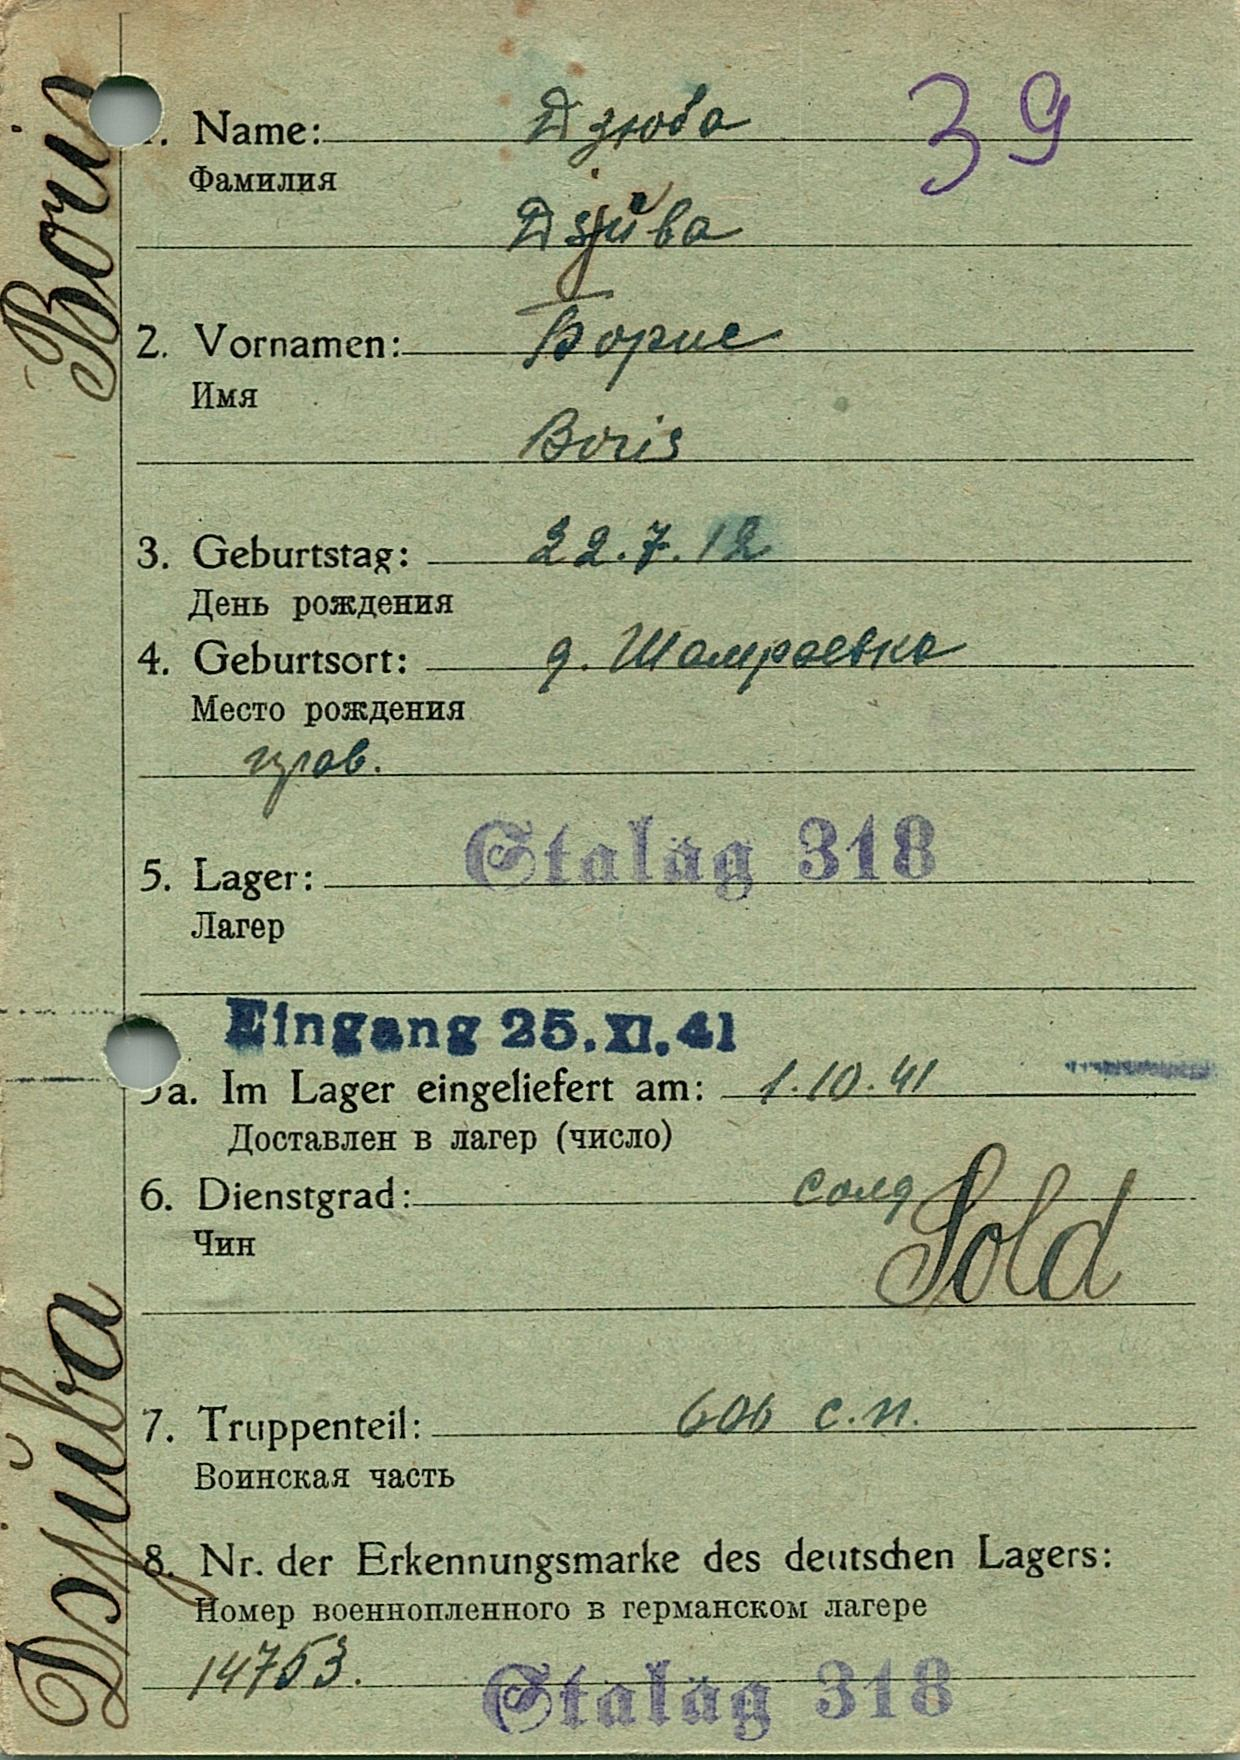 Dsjuba Boris
1. Name: Дзюба 39
Фамилия
Dsjŭba
2. Vornamen: Борис
Имя
Boris
3. Geburtstag: 22.7.12
День рождения
4. Geburtsort: д. Шамраевка
Место рождения
5. Lager: Stalag 318
Лагерь
Eingang 25.XI.41
5a. Im Lager eingeliefert am: 1.10.41
Доставлен в лагер (число)
6. Dienstgrad: солд Sold
Чин
7. Truppenteil: 606 с.п.
Воинская часть
8. Nr. der Erkennungsmarke des deutschen Lagers:
Номер военнопленного в германском лагере
14753.
Stalag 318